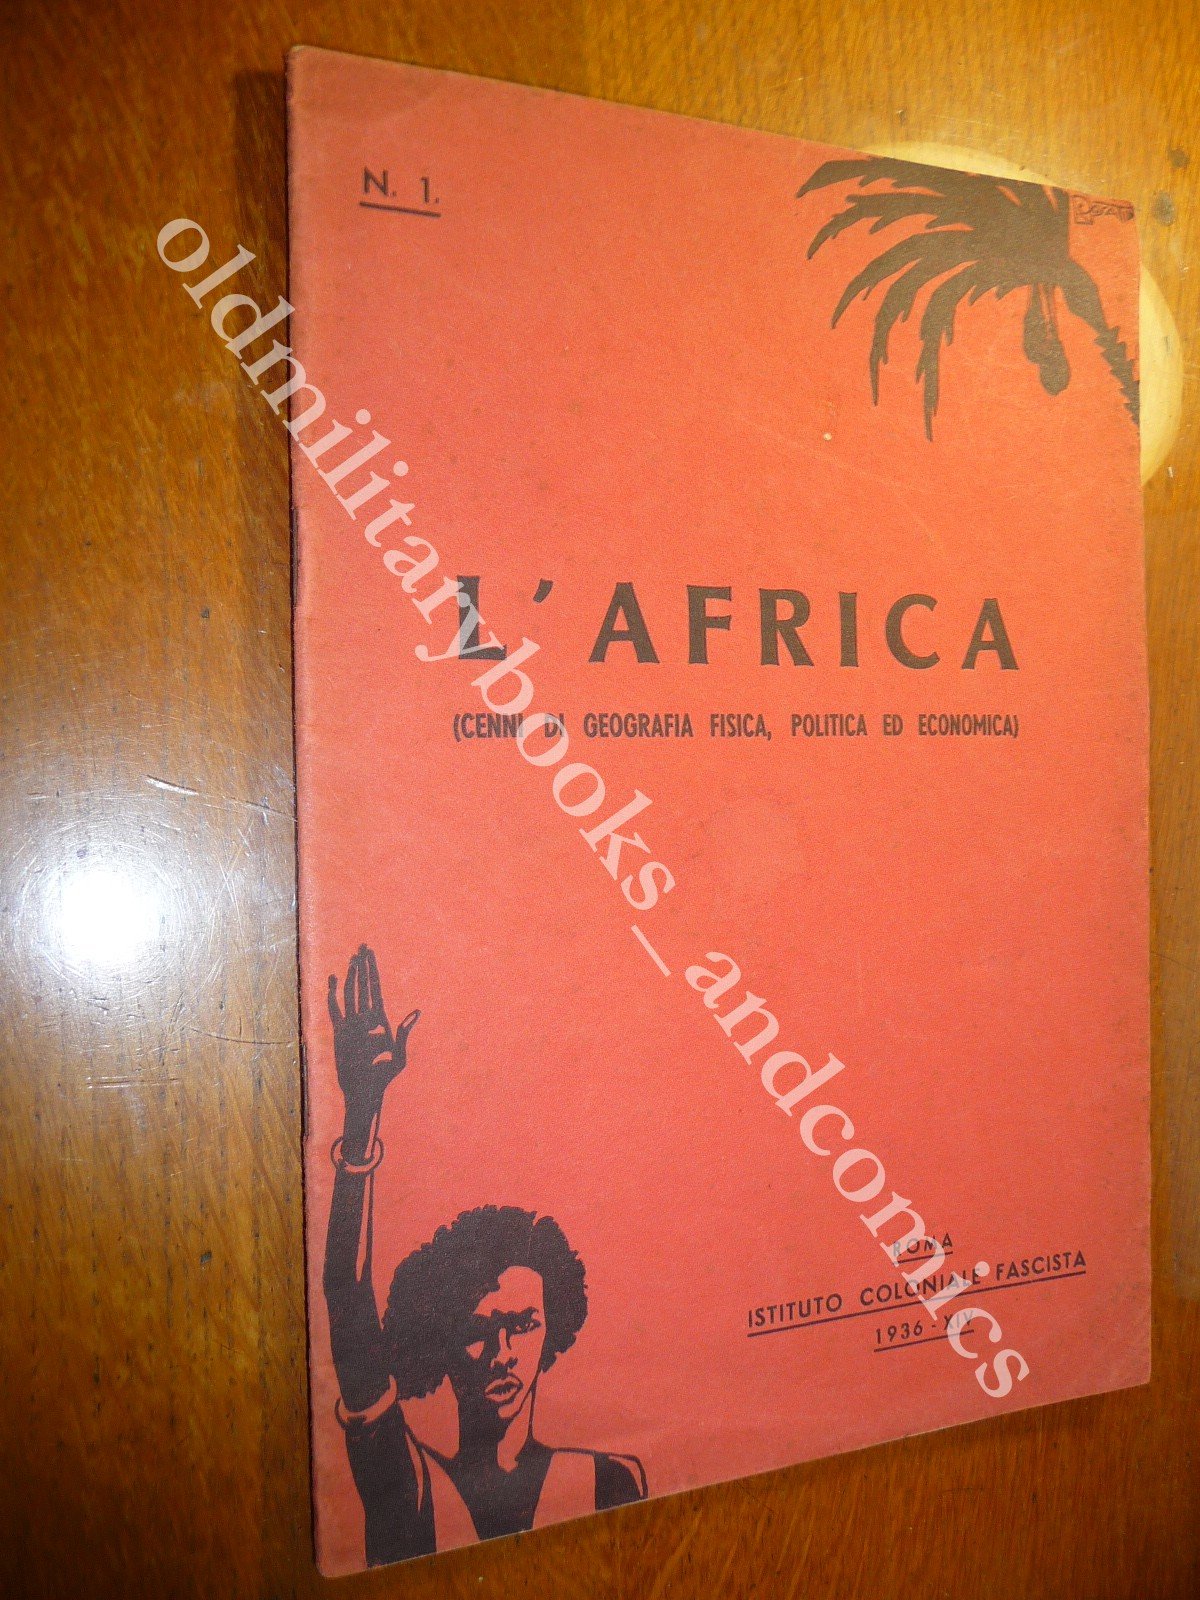 N. 1.
L'AFRICA
(CENNI DI GEOGRAFIA FISICA, POLITICA ED ECONOMICA)
ROMA
ISTITUTO COLONIALE FASCISTA
1936 - XIV
oldmilitarybooks_andcomics